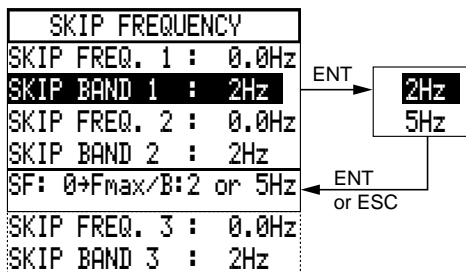 SKIP FREQUENCY
SKIP FREQ. 1 : 0.0Hz
SKIP BAND 1 : 2Hz
SKIP FREQ. 2 : 0.0Hz
SKIP BAND 2 : 2Hz
SF: 0→Fmax/B:2 or 5Hz
SKIP FREQ. 3 : 0.0Hz
SKIP BAND 3 : 2Hz
ENT
2Hz
5Hz
ENT
or ESC